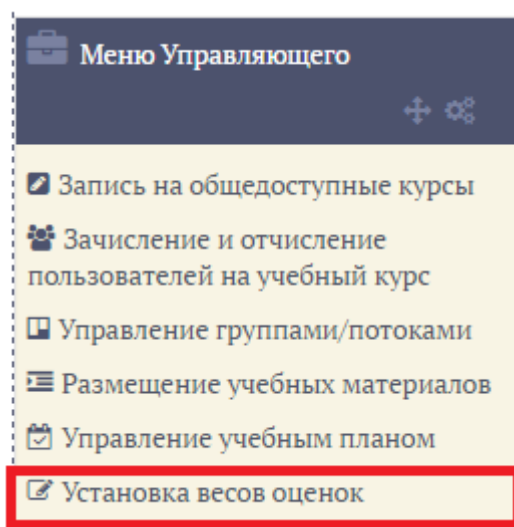 Меню Управляющего
Запись на общедоступные курсы
Зачисление и отчисление
пользователей на учебный курс
Управление группами/потоками
Размещение учебных материалов
Управление учебным планом
Установка весов оценок